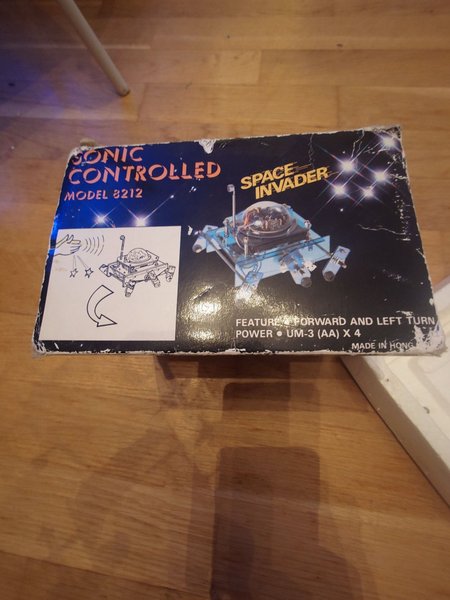 SONIC
CONTROLLED
MODEL 8212
SPACE
INVADER
FEATURE • FORWARD AND LEFT TURN
POWER • UM-3 (AA) X 4
MADE IN HONG